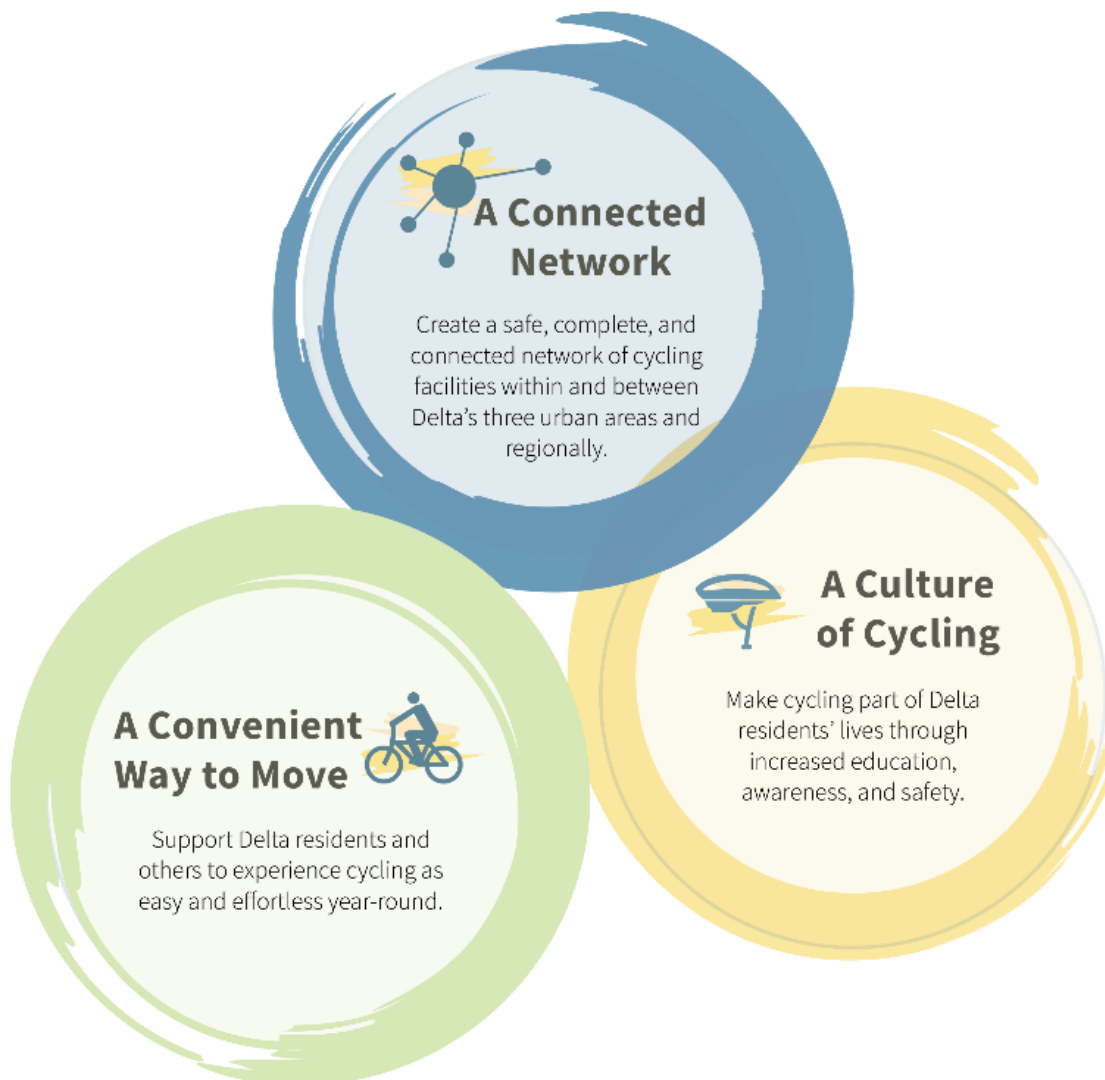 A Connected
Network
Create a safe, complete, and
connected network of cycling
facilities within and between
Delta's three urban areas and
regionally.
A Culture
of Cycling
Make cycling part of Delta
residents' lives through
increased education,
awareness, and safety.
A Convenient
Way to Move
Support Delta residents and
others to experience cycling as
easy and effortless year-round.